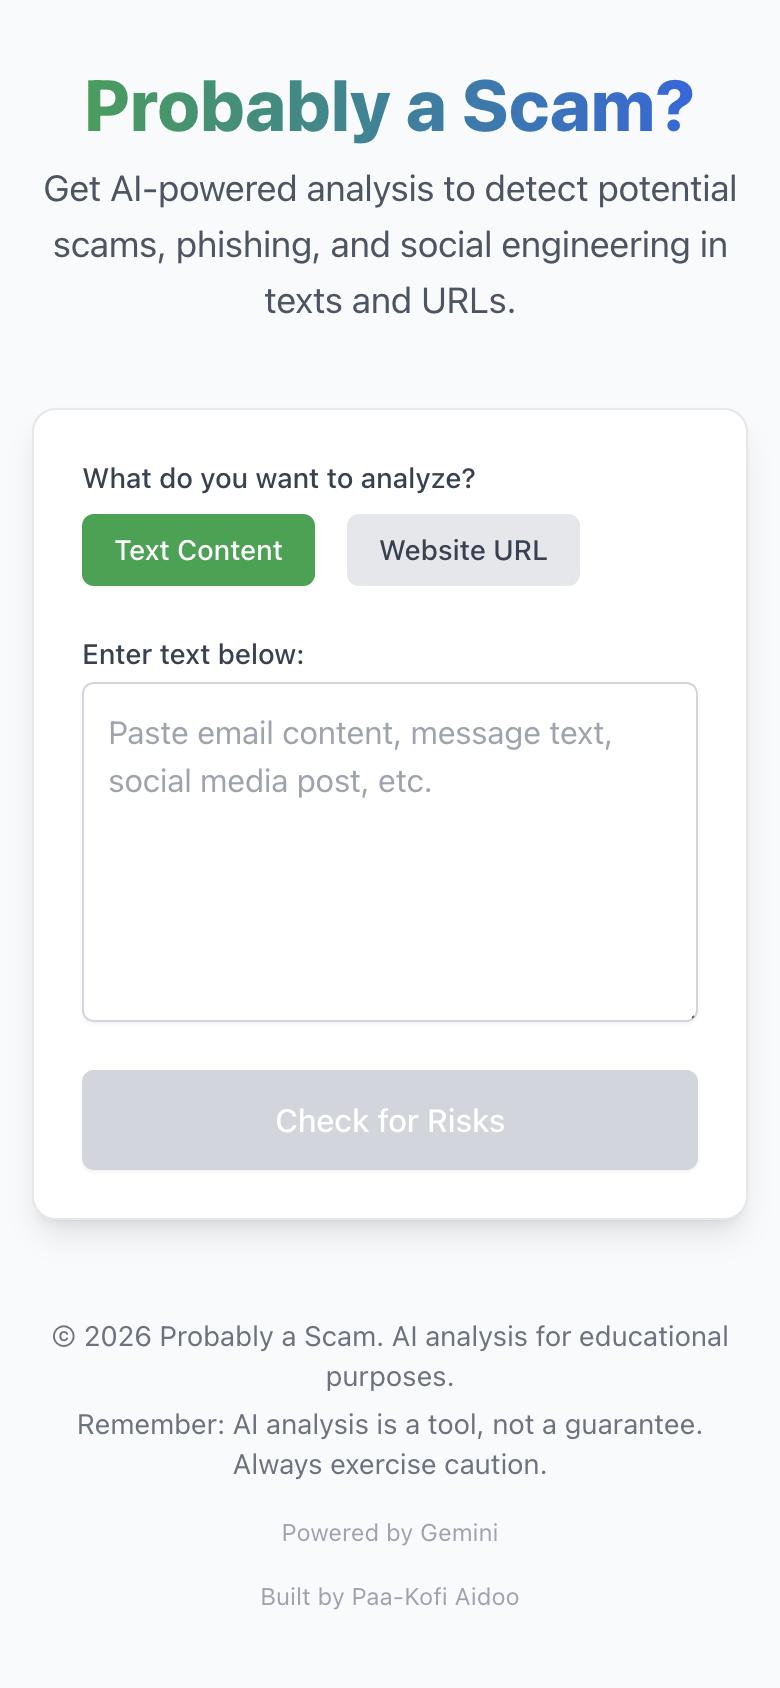 Probably a Scam?
Get AI-powered analysis to detect potential
scams, phishing, and social engineering in
texts and URLs.
What do you want to analyze?
Text Content
Website URL
Enter text below:
Paste email content, message text,
social media post, etc.
Check for Risks
© 2026 Probably a Scam. AI analysis for educational
purposes.
Remember: AI analysis is a tool, not a guarantee.
Always exercise caution.
Powered by Gemini
Built by Paa-Kofi Aidoo